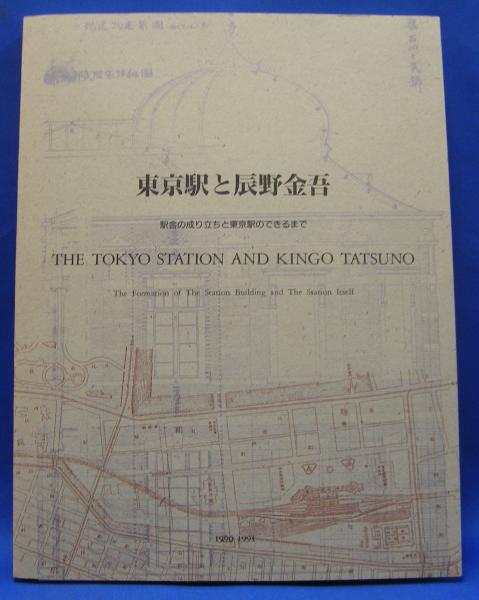 東京駅と辰野金吾
駅舎の成り立ちと東京駅のできるまで
THE TOKYO STATION AND KINGO TATSUNO
The Formation of The Station Building and The Station Itself
1990-1991